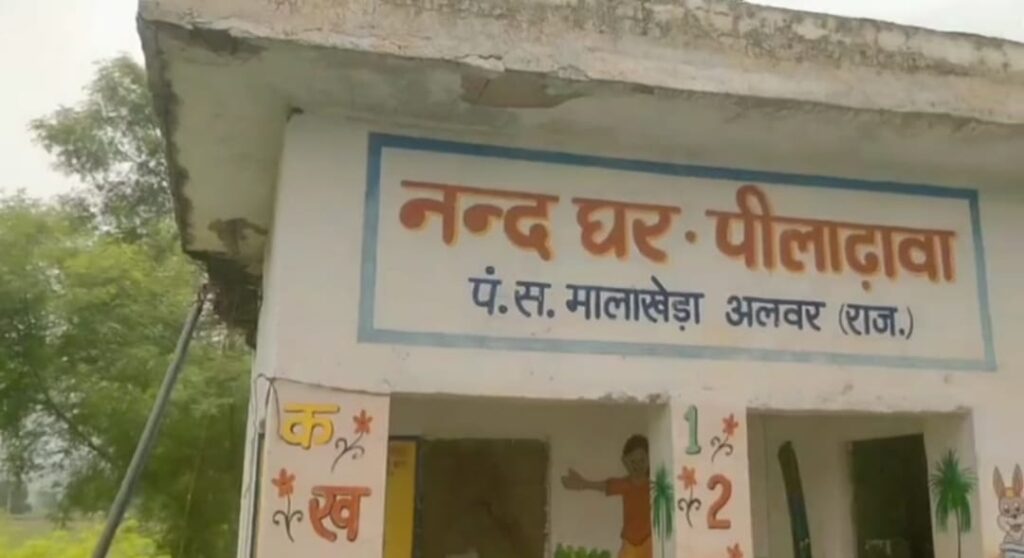 नन्द घर · पीलाढ़ावा
पं. स. मालाखेड़ा अलवर (राज.)
क
ख
1
2